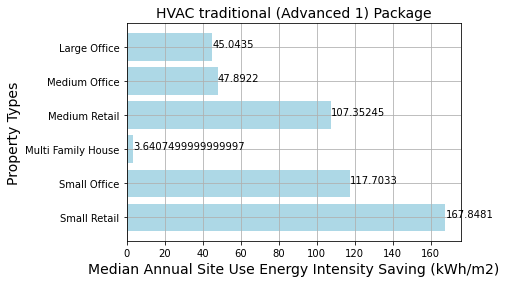 HVAC traditional (Advanced 1) Package
Property Types
Large Office 45.0435
Medium Office 47.8922
Medium Retail 107.35245
Multi Family House 3.6407499999999997
Small Office 117.7033
Small Retail 167.8481
0 20 40 60 80 100 120 140 160
Median Annual Site Use Energy Intensity Saving (kWh/m2)